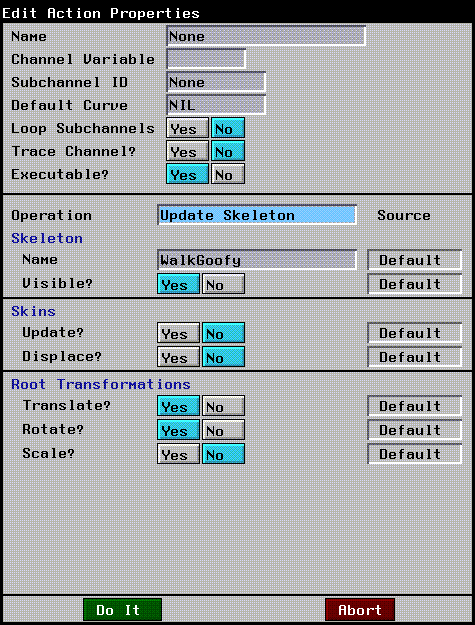 Edit Action Properties
Name None
Channel Variable
Subchannel ID None
Default Curve NIL
Loop Subchannels Yes No
Trace Channel? Yes No
Executable? Yes No
Operation Update Skeleton Source
Skeleton
Name WalkGoofy Default
Visible? Yes No Default
Skins
Update? Yes No Default
Displace? Yes No Default
Root Transformations
Translate? Yes No Default
Rotate? Yes No Default
Scale? Yes No Default
Do It Abort